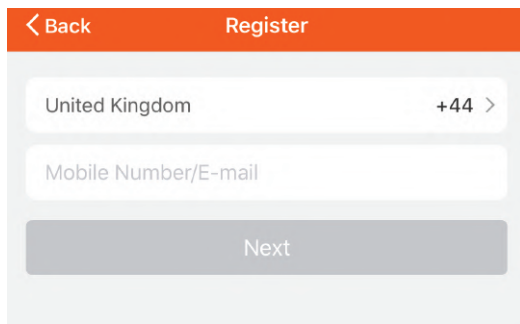 Back
Register
United Kingdom +44
Mobile Number/E-mail
Next